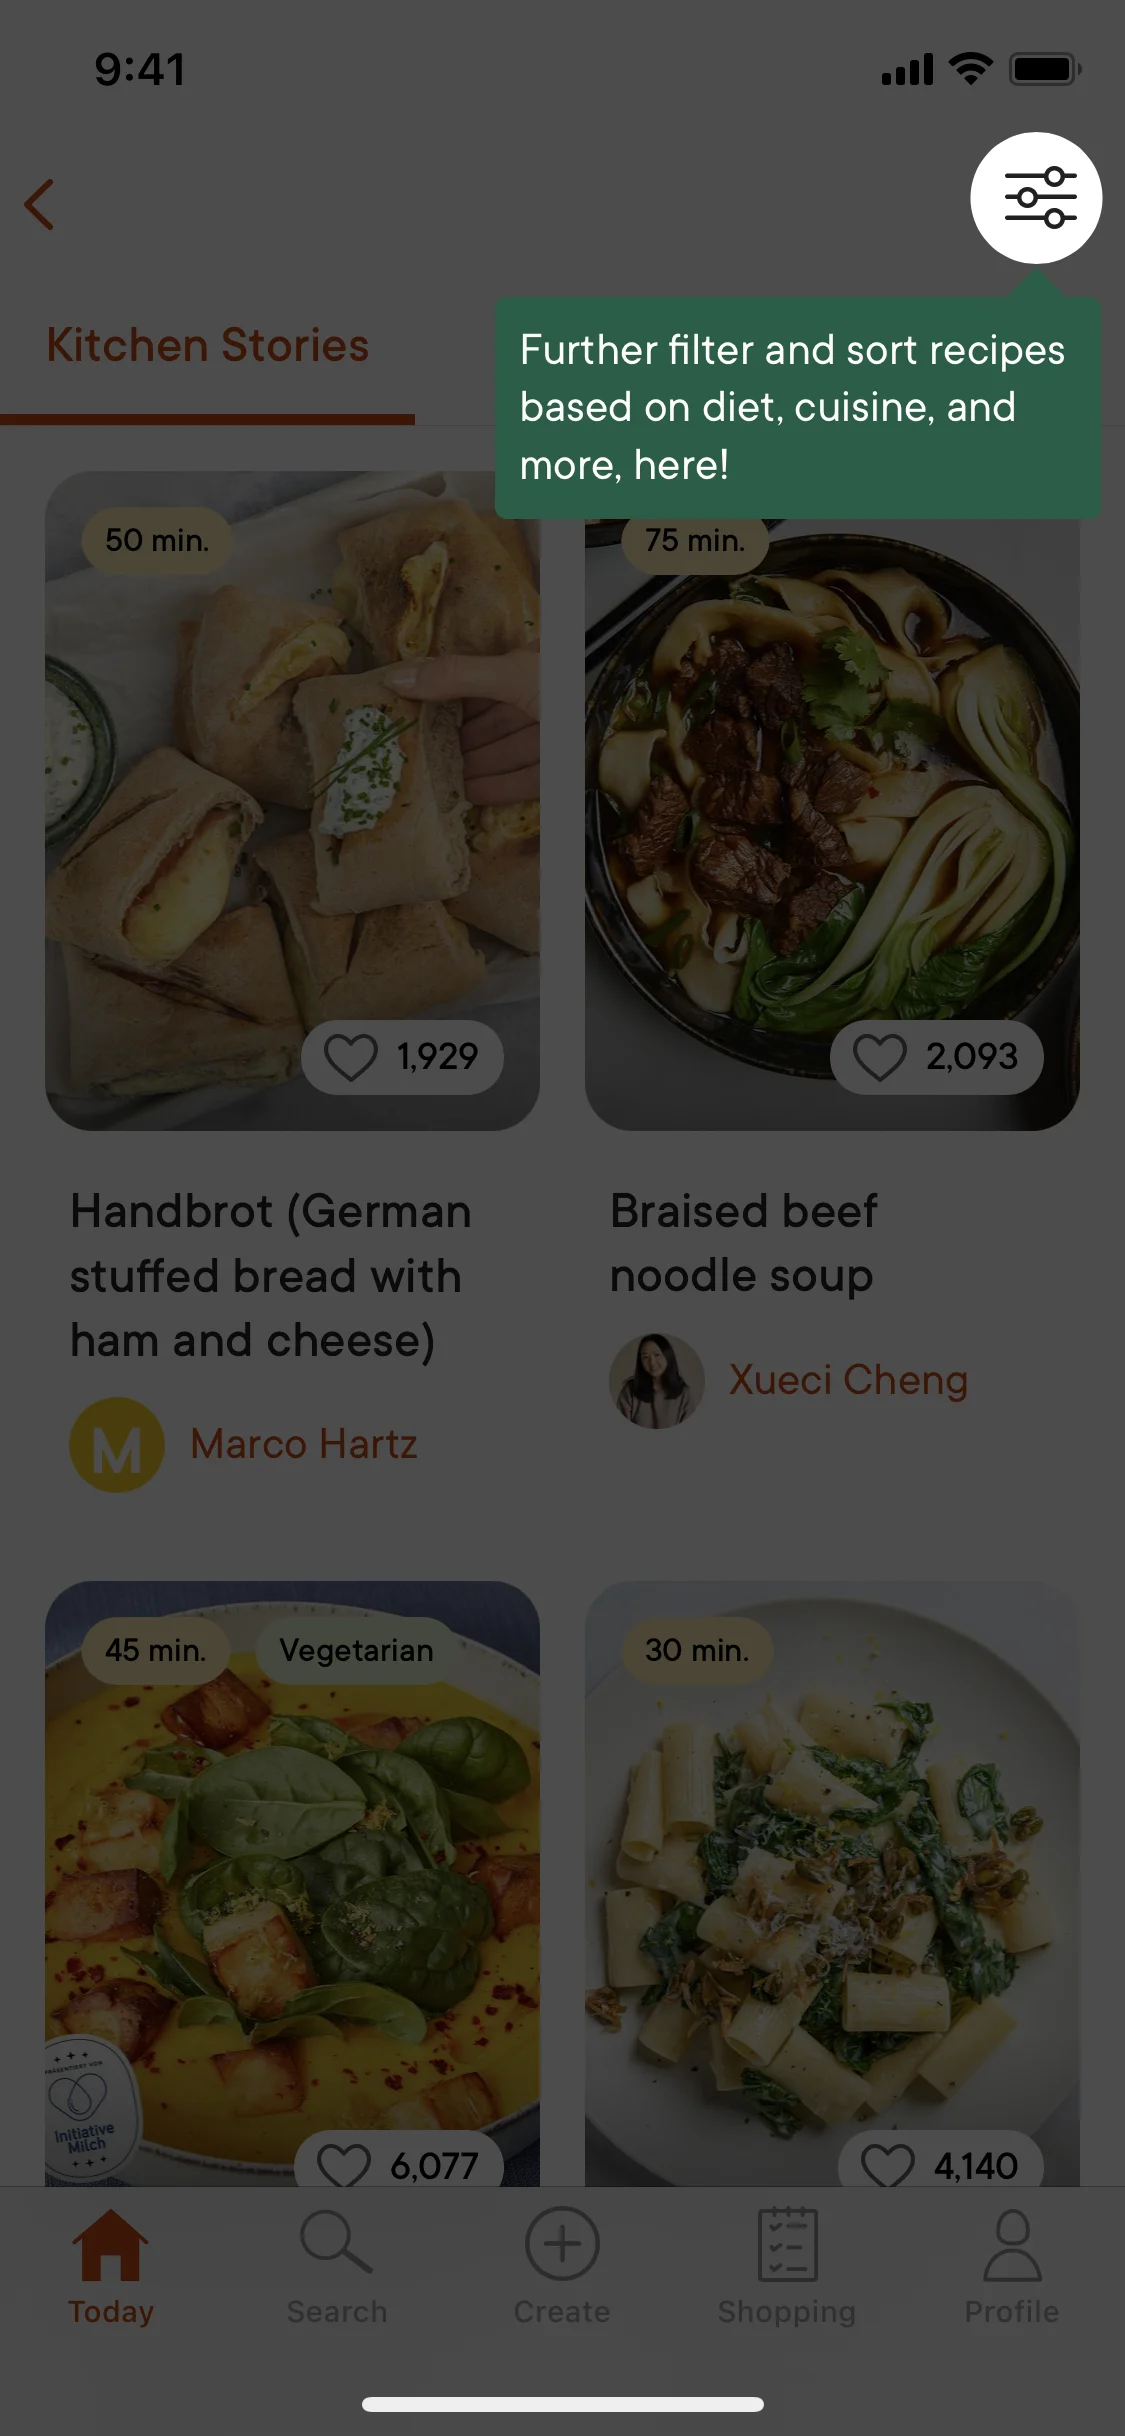 9:41
Kitchen Stories
Further filter and sort recipes
based on diet, cuisine, and
more, here!
50 min.
75 min.
1,929
2,093
Handbrot (German
stuffed bread with
ham and cheese)
Braised beef
noodle soup
M
Marco Hartz
Xueci Cheng
45 min.
Vegetarian
30 min.
PRÄSENTIERT VON
Initiative
Milch
6,077
4,140
Today
Search
Create
Shopping
Profile